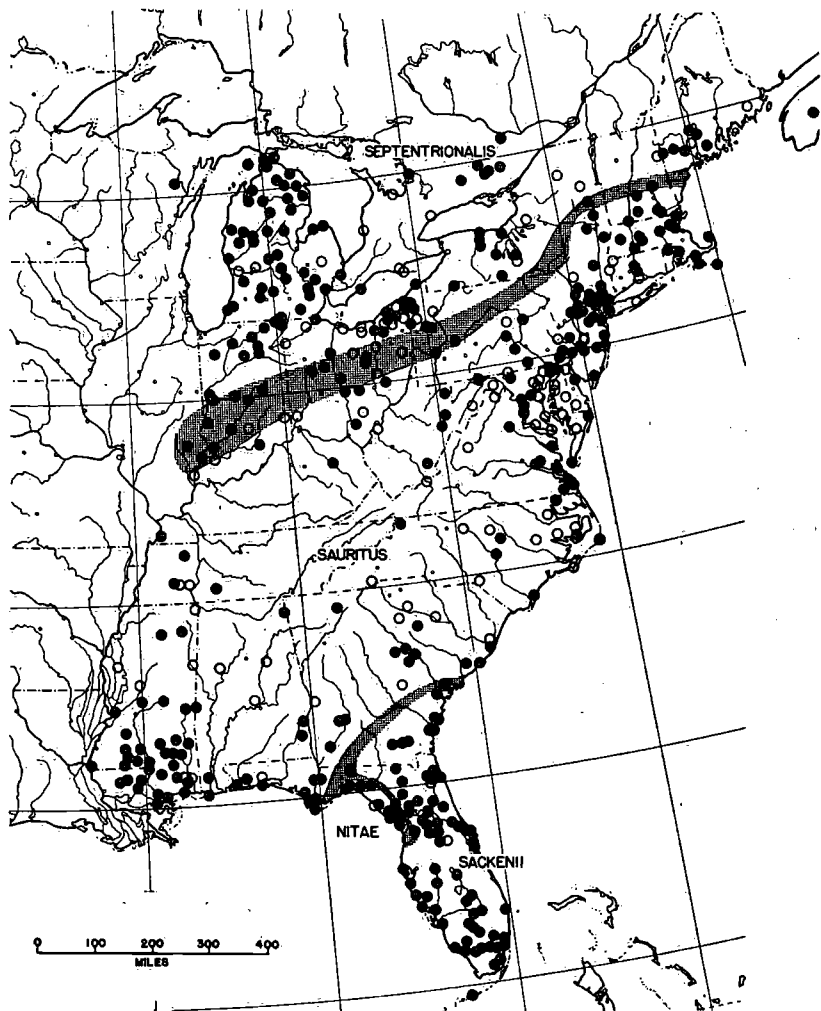 SEPTENTRIONALIS
SAURITUS
NITAE
SACKENII
0 100 200 300 400
MILES